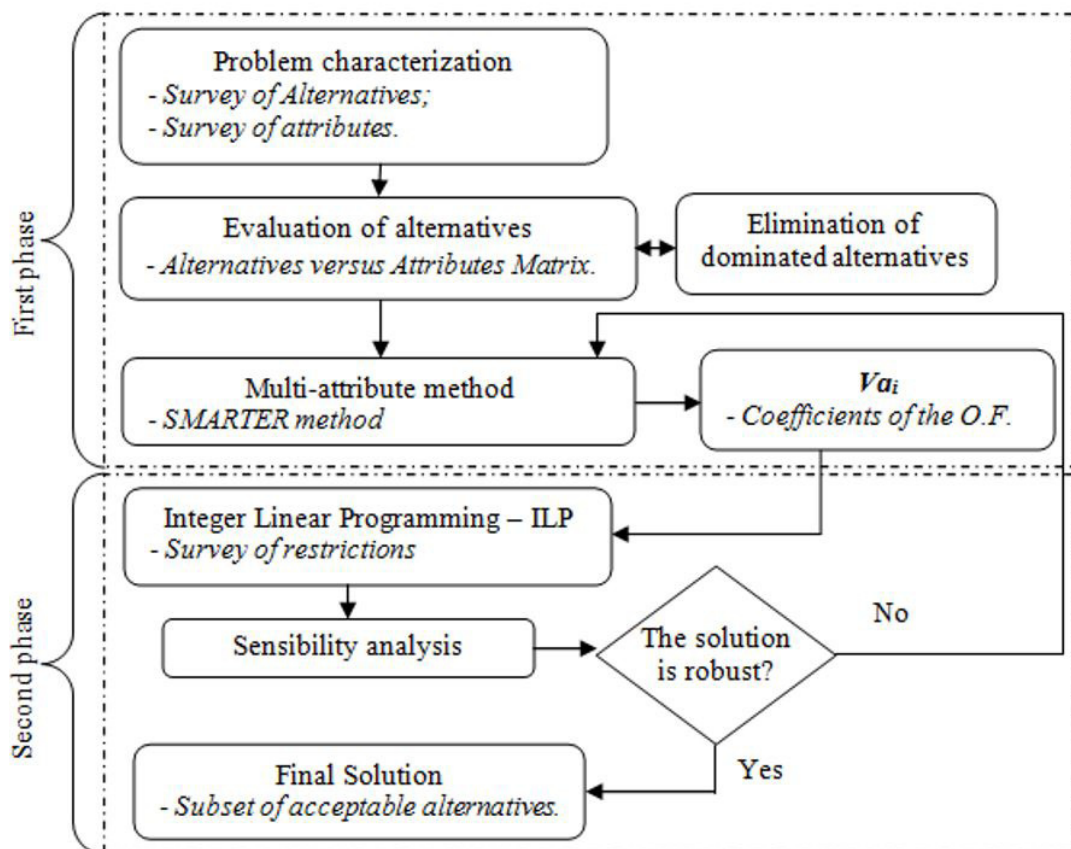 First phase
Problem characterization
- Survey of Alternatives;
- Survey of attributes.
Evaluation of alternatives
- Alternatives versus Attributes Matrix.
Elimination of
dominated alternatives
Multi-attribute method
- SMARTER method
Vaᵢ
- Coefficients of the O.F.
Second phase
Integer Linear Programming – ILP
- Survey of restrictions
Sensibility analysis
The solution
is robust?
No
Yes
Final Solution
- Subset of acceptable alternatives.